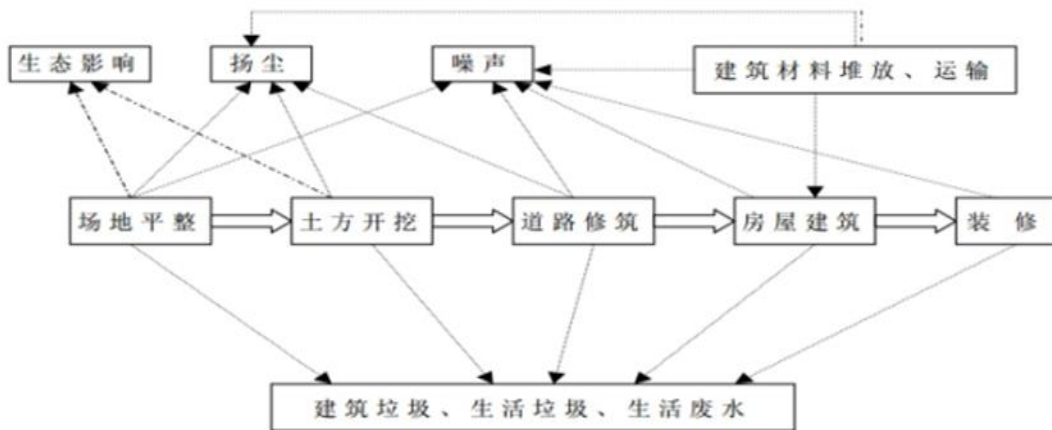 生态影响
扬尘
噪声
建筑材料堆放、运输
场地平整
土方开挖
道路修筑
房屋建筑
装 修
建筑垃圾、生活垃圾、生活废水